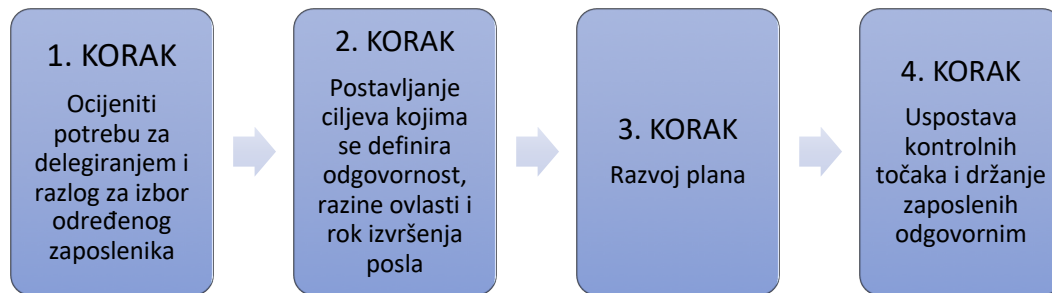 1. KORAK
Ocijeniti
potrebu za
delegiranjem i
razlog za izbor
određenog
zaposlenika
2. KORAK
Postavljanje
ciljeva kojima
se definira
odgovornost,
razine ovlasti i
rok izvršenja
posla
3. KORAK
Razvoj plana
4. KORAK
Uspostava
kontrolnih
točaka i držanje
zaposlenih
odgovornim